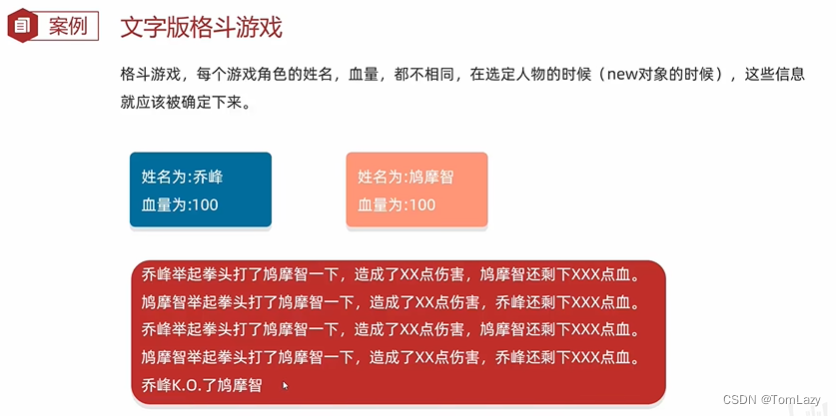 案例
文字版格斗游戏
格斗游戏，每个游戏角色的姓名，血量，都不相同，在选定人物的时候（new对象的时候），这些信息
就应该被确定下来。
姓名为:乔峰
血量为:100
姓名为:鸠摩智
血量为:100
乔峰举起拳头打了鸠摩智一下，造成了XX点伤害，鸠摩智还剩下XXX点血。
鸠摩智举起拳头打了鸠摩智一下，造成了XX点伤害，乔峰还剩下XXX点血。
乔峰举起拳头打了鸠摩智一下，造成了XX点伤害，鸠摩智还剩下XXX点血。
鸠摩智举起拳头打了鸠摩智一下，造成了XX点伤害，乔峰还剩下XXX点血。
乔峰K.O.了鸠摩智
CSDN @TomLazy